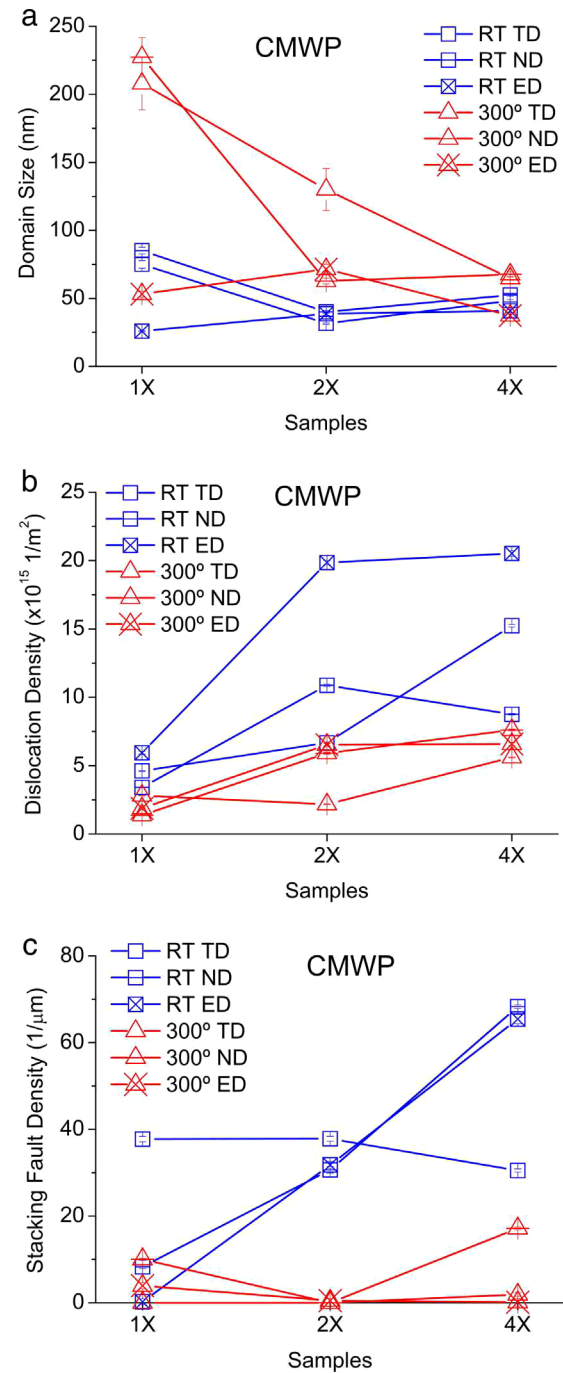 a
CMWP
RT TD
RT ND
RT ED
300º TD
300º ND
300º ED
250
200
150
100
50
0
Domain Size (nm)
1X 2X 4X
Samples
b
CMWP
RT TD
RT ND
RT ED
300º TD
300º ND
300º ED
25
20
15
10
5
0
Dislocation Density (x10¹⁵ 1/m²)
1X 2X 4X
Samples
c
CMWP
RT TD
RT ND
RT ED
300º TD
300º ND
300º ED
80
60
40
20
0
Stacking Fault Density (1/μm)
1X 2X 4X
Samples